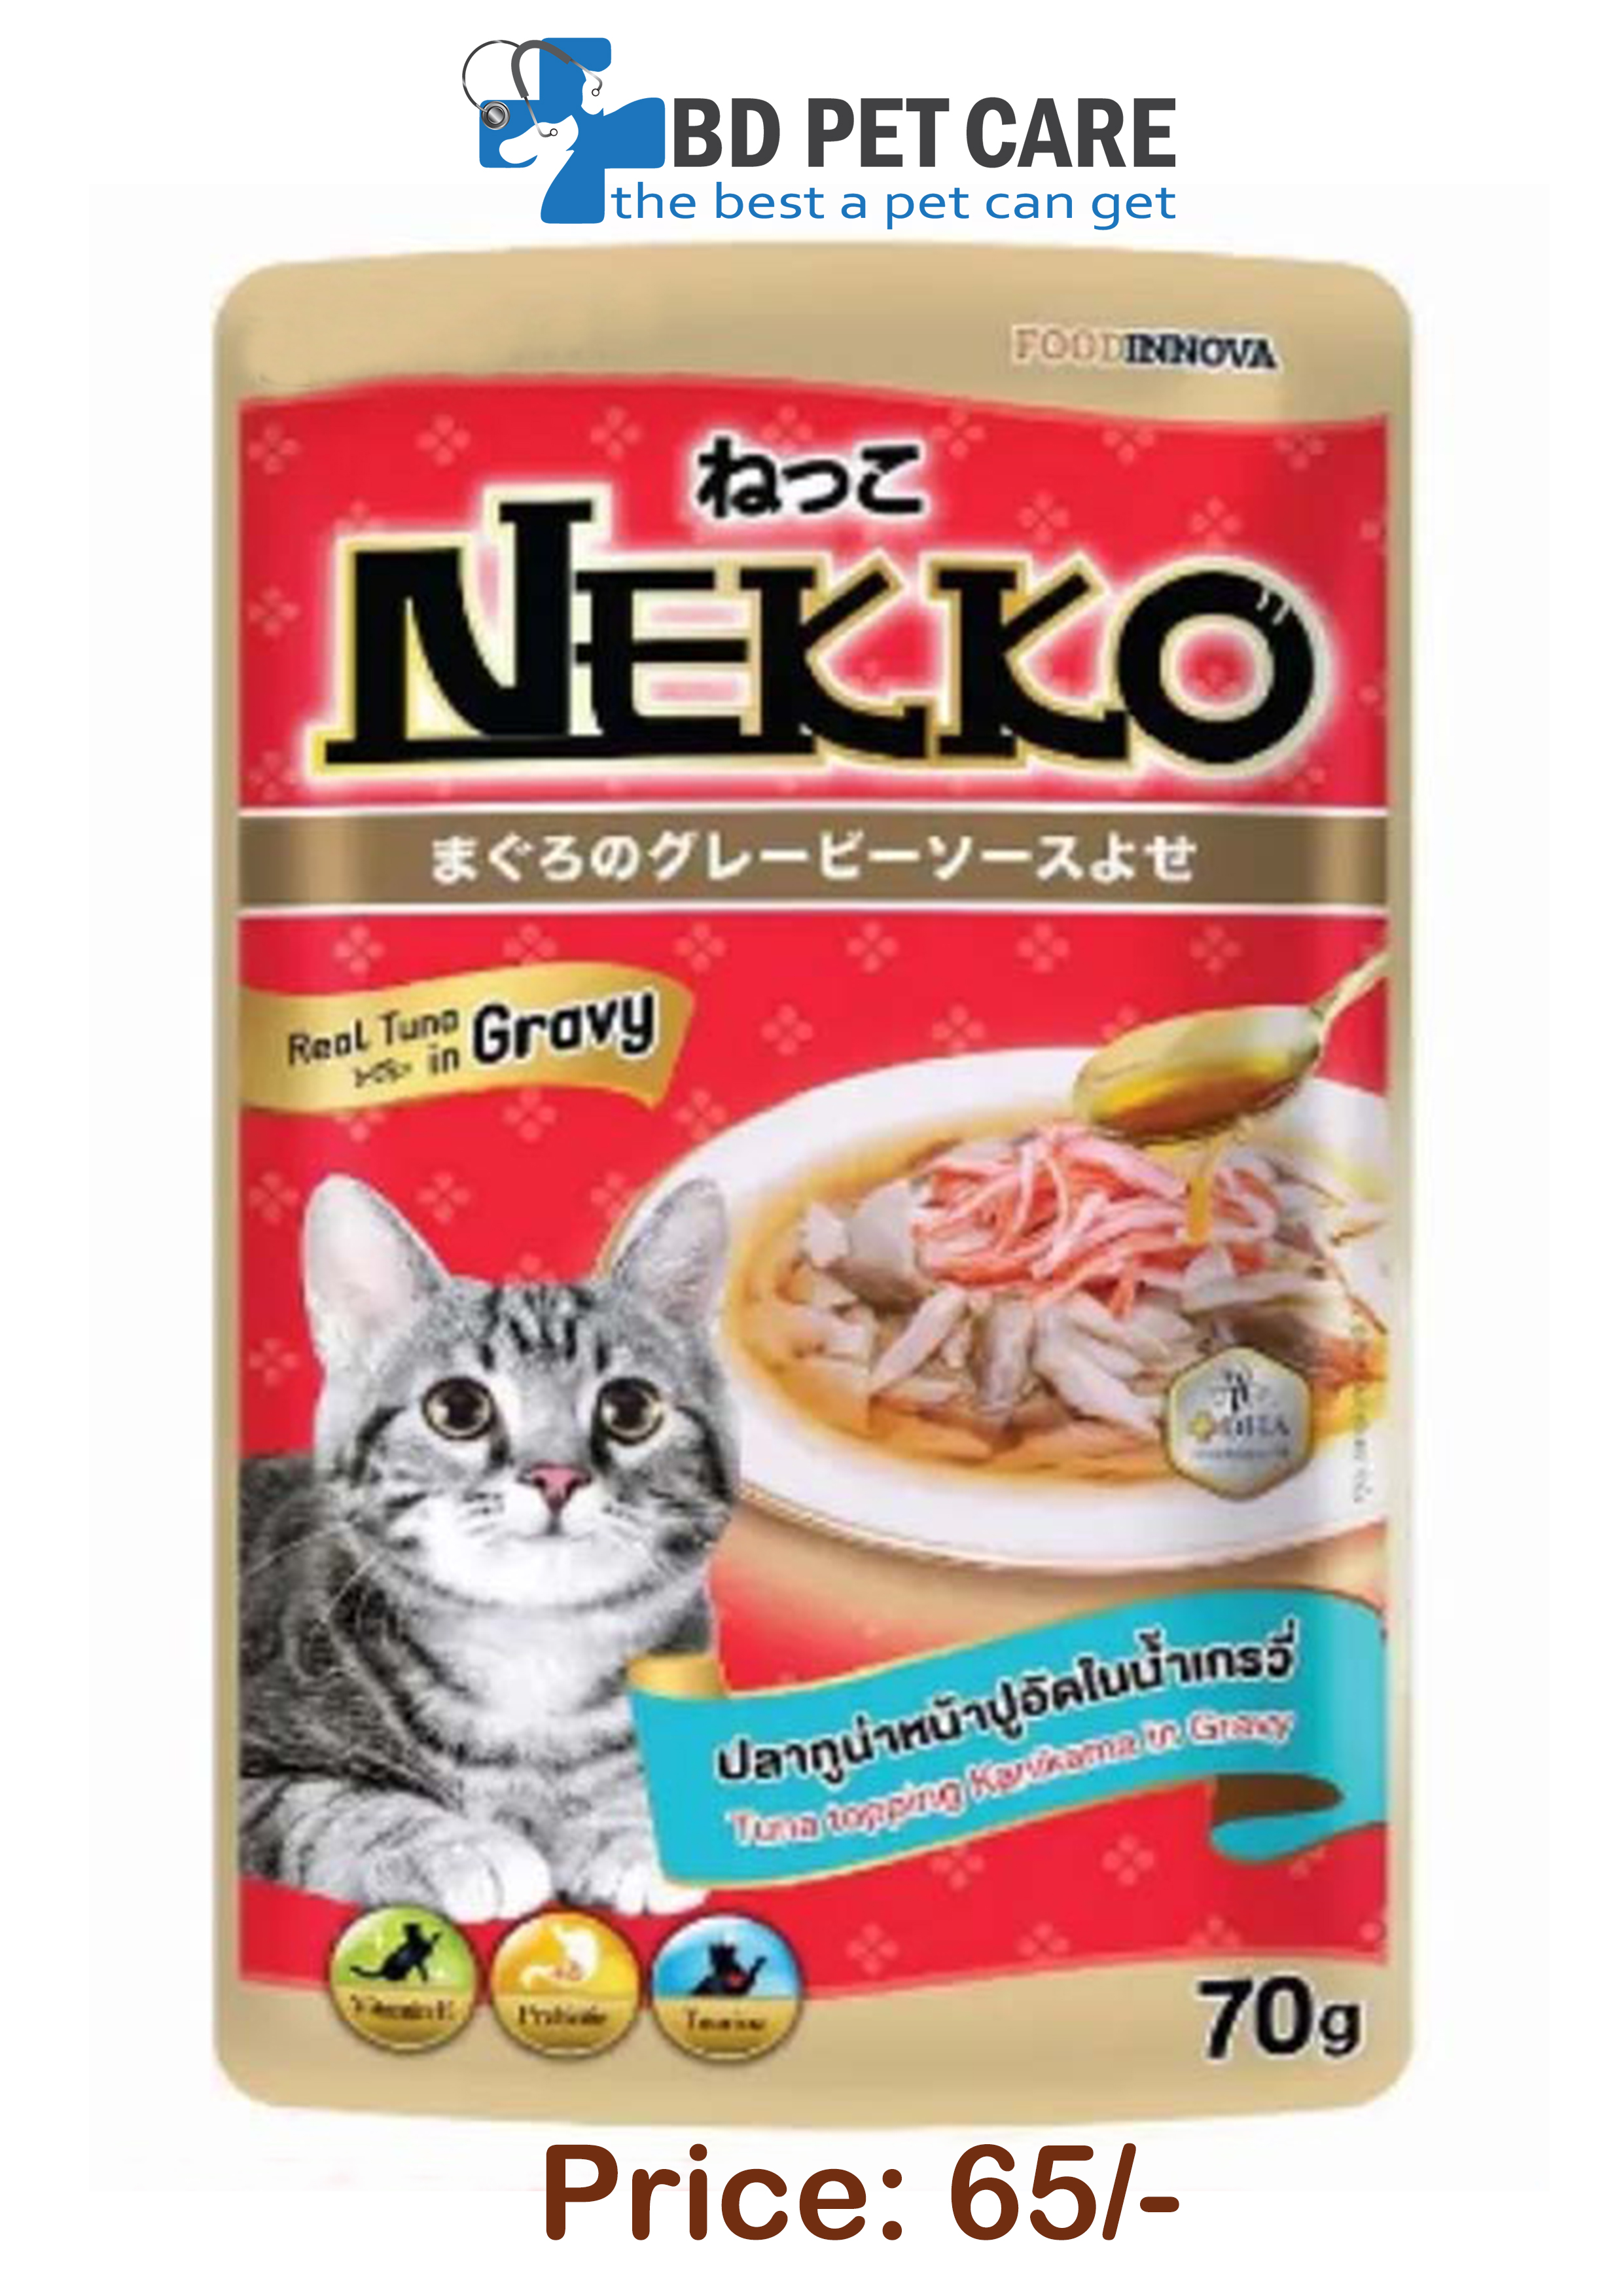 BD PET CARE
the best a pet can get
FOODINNOVA
ねっこ
NEKKO
まぐろのグレービーソースよせ
Real Tuna
in Gravy
ปลาทูน่าหน้าปูอัดในน้ำเกรวี่
Tuna topping Kanikama in Gravy
Vitamin E
Prebiotic
Taurine
70g
Price: 65/-